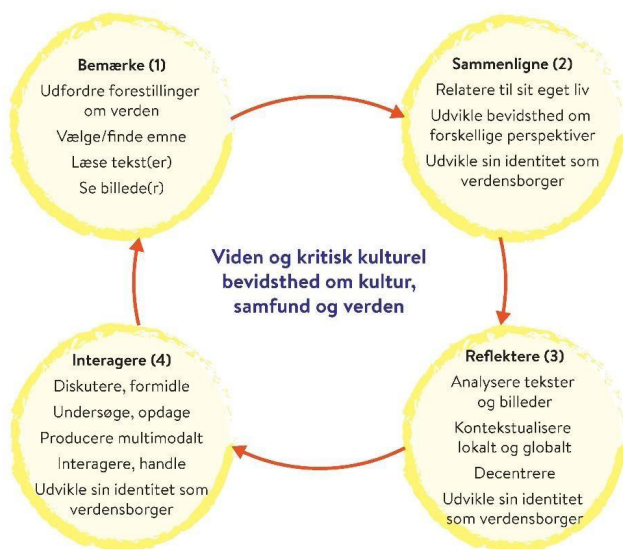 Bemærke (1)
Udfordre forestillinger
om verden
Vælge/finde emne
Læse tekst(er)
Se billede(r)
Sammenligne (2)
Relatere til sit eget liv
Udvikle bevidsthed om
forskellige perspektiver
Udvikle sin identitet som
verdensborger
Viden og kritisk kulturel
bevidsthed om kultur,
samfund og verden
Reflektere (3)
Analysere tekster
og billeder
Kontekstualisere
lokalt og globalt
Decentrere
Udvikle sin identitet
som verdensborger
Interagere (4)
Diskutere, formidle
Undersøge, opdage
Producere multimodalt
Interagere, handle
Udvikle sin identitet som
verdensborger